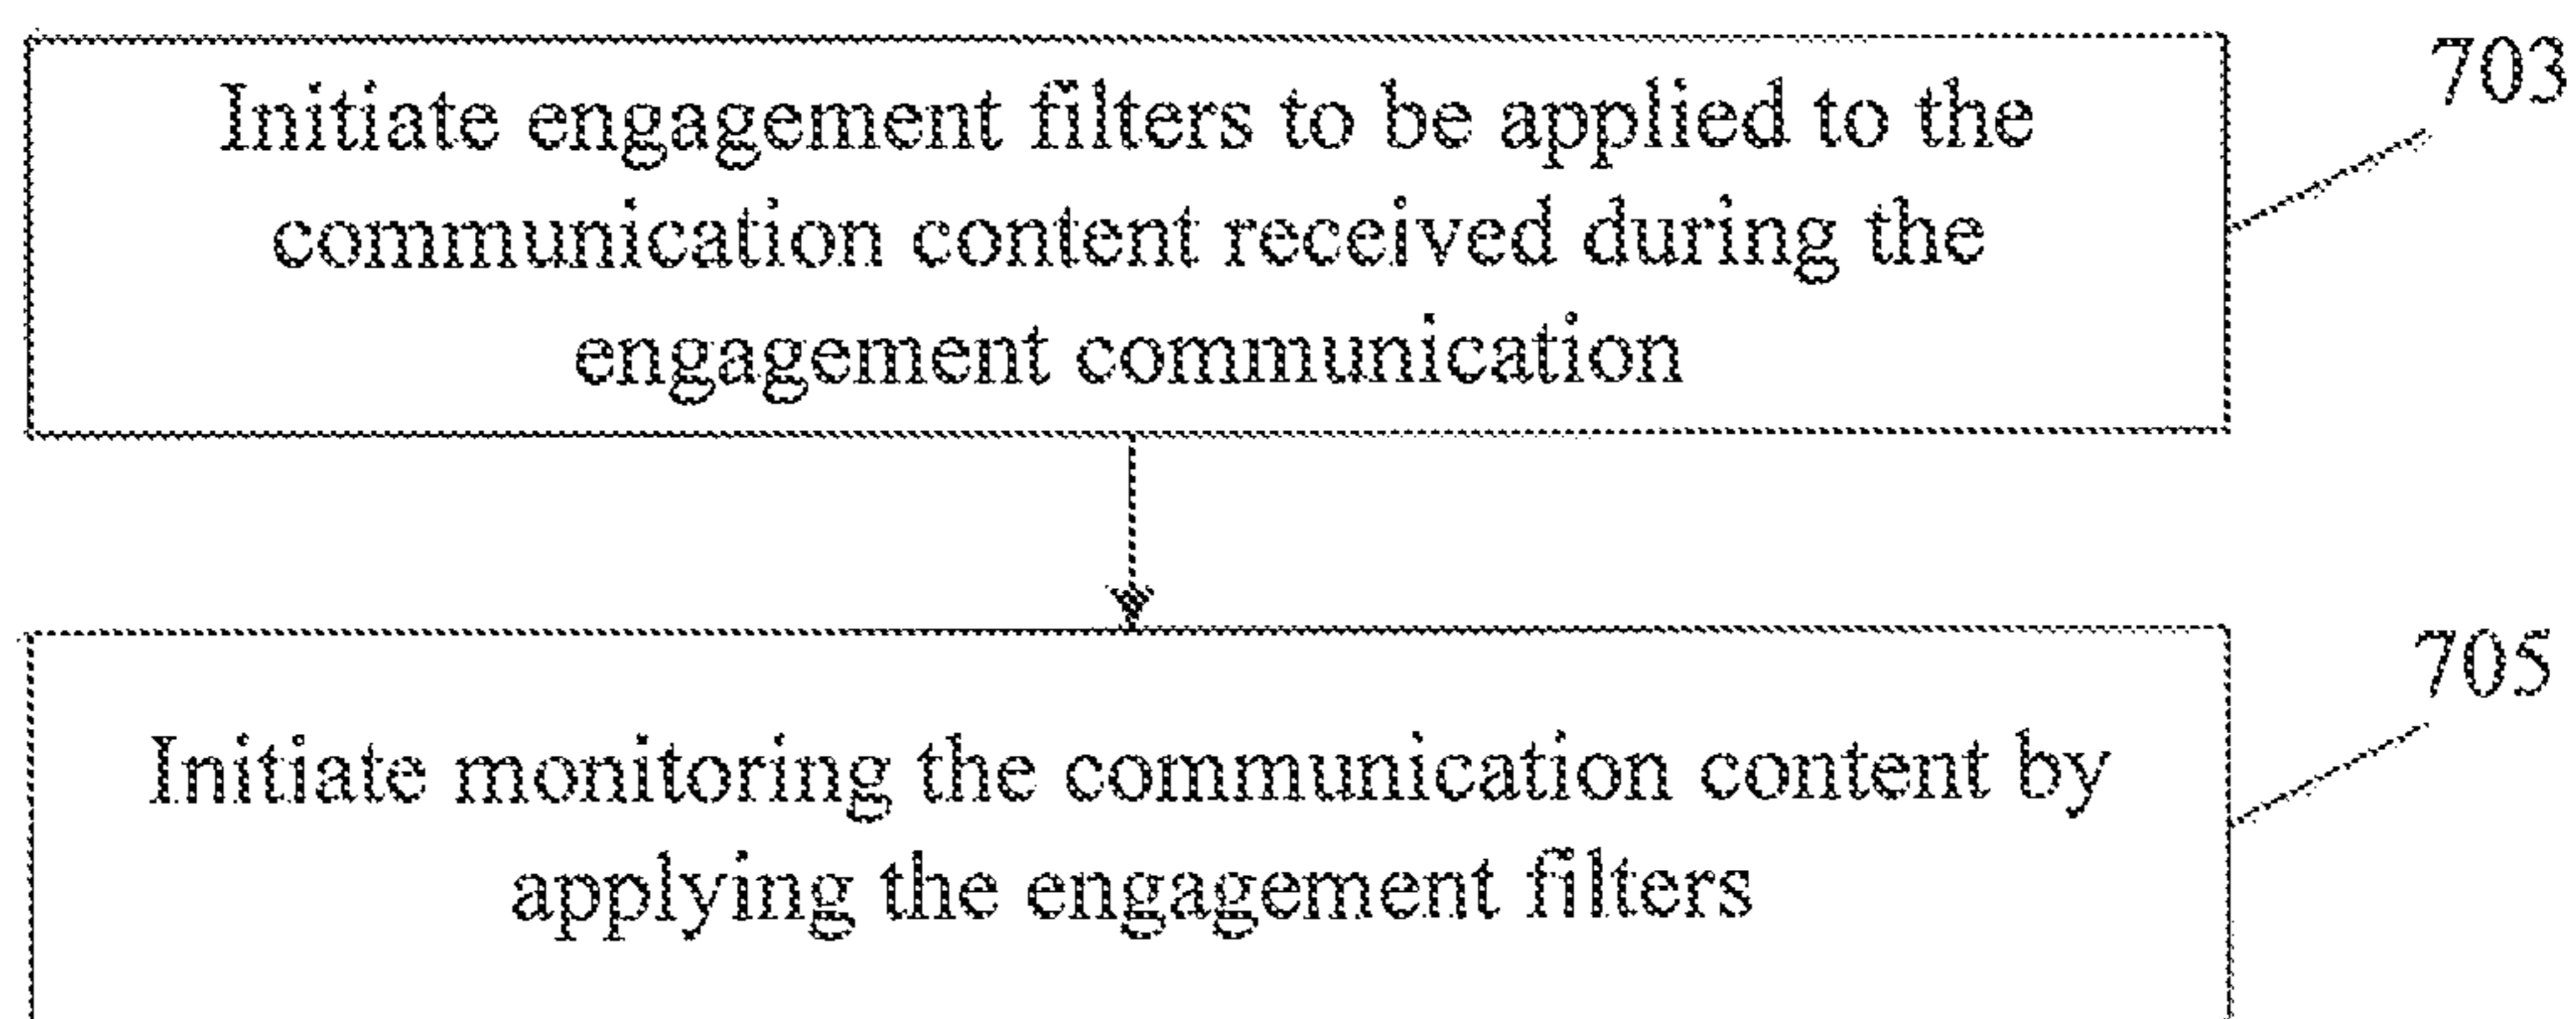 703
Initiate engagement filters to be applied to the
communication content received during the
engagement communication
705
Initiate monitoring the communication content by
applying the engagement filters